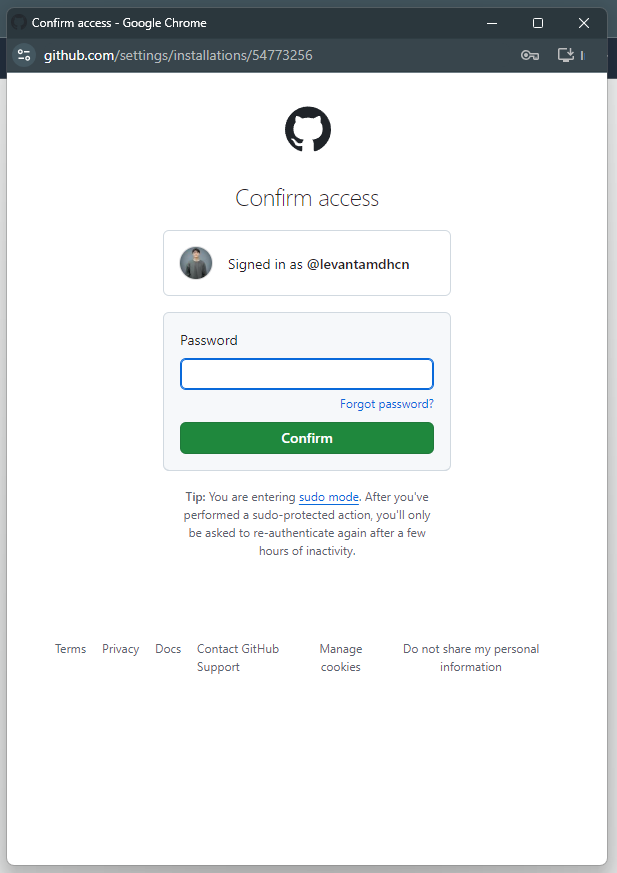 Confirm access - Google Chrome
github.com/settings/installations/54773256
Confirm access
Signed in as @levantamdhcn
Password
Forgot password?
Confirm
Tip: You are entering sudo mode. After you've
performed a sudo-protected action, you'll only
be asked to re-authenticate again after a few
hours of inactivity.
Terms
Privacy
Docs
Contact GitHub
Support
Manage
cookies
Do not share my personal
information